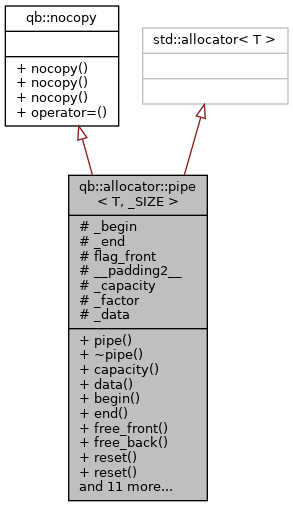 qb::nocopy
+ nocopy()
+ nocopy()
+ nocopy()
+ operator=()
std::allocator< T >
qb::allocator::pipe
< T, _SIZE >
# _begin
# _end
# flag_front
# __padding2__
# _capacity
# _factor
# _data
+ pipe()
+ ~pipe()
+ capacity()
+ data()
+ begin()
+ end()
+ free_front()
+ free_back()
+ reset()
+ reset()
and 11 more...